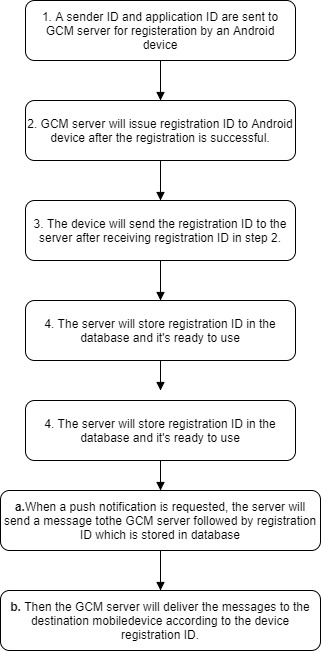 1. A sender ID and application ID are sent to
GCM server for registeration by an Android
device
2. GCM server will issue registration ID to Android
device after the registration is successful.
3. The device will send the registration ID to the
server after receiving registration ID in step 2.
4. The server will store registration ID in the
database and it's ready to use
4. The server will store registration ID in the
database and it's ready to use
a.When a push notification is requested, the server will
send a message tothe GCM server followed by registration
ID which is stored in database
b. Then the GCM server will deliver the messages to the
destination mobiledevice according to the device
registration ID.